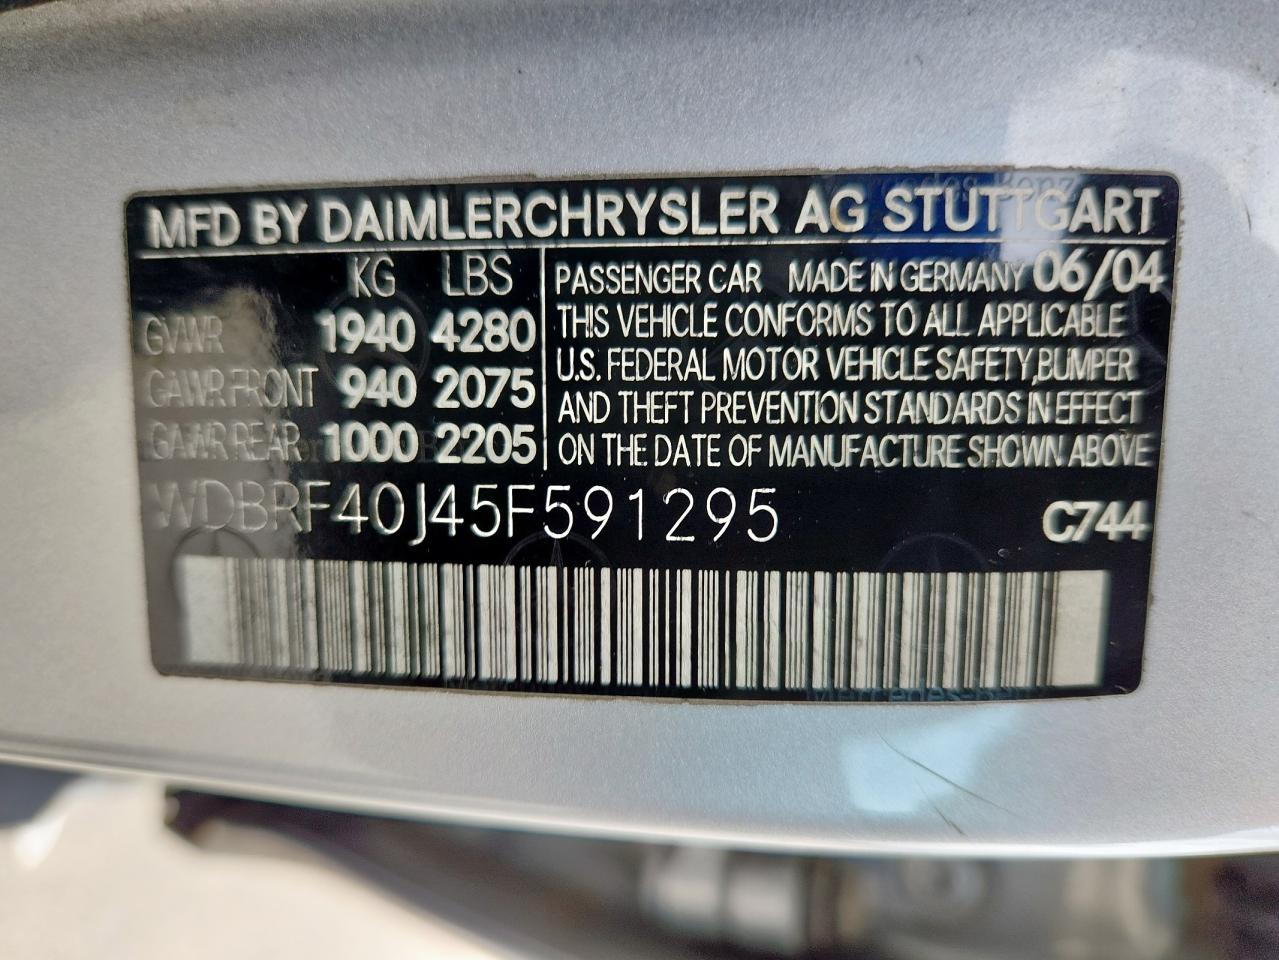 MFD BY DAIMLERCHRYSLER AG STUTTGART
KG LBS
GVWR 1940 4280
GAWR FRONT 940 2075
GAWR REAR 1000 2205
PASSENGER CAR MADE IN GERMANY 06/04
THIS VEHICLE CONFORMS TO ALL APPLICABLE
U.S. FEDERAL MOTOR VEHICLE SAFETY, BUMPER
AND THEFT PREVENTION STANDARDS IN EFFECT
ON THE DATE OF MANUFACTURE SHOWN ABOVE
WDBRF40J45F591295 C744